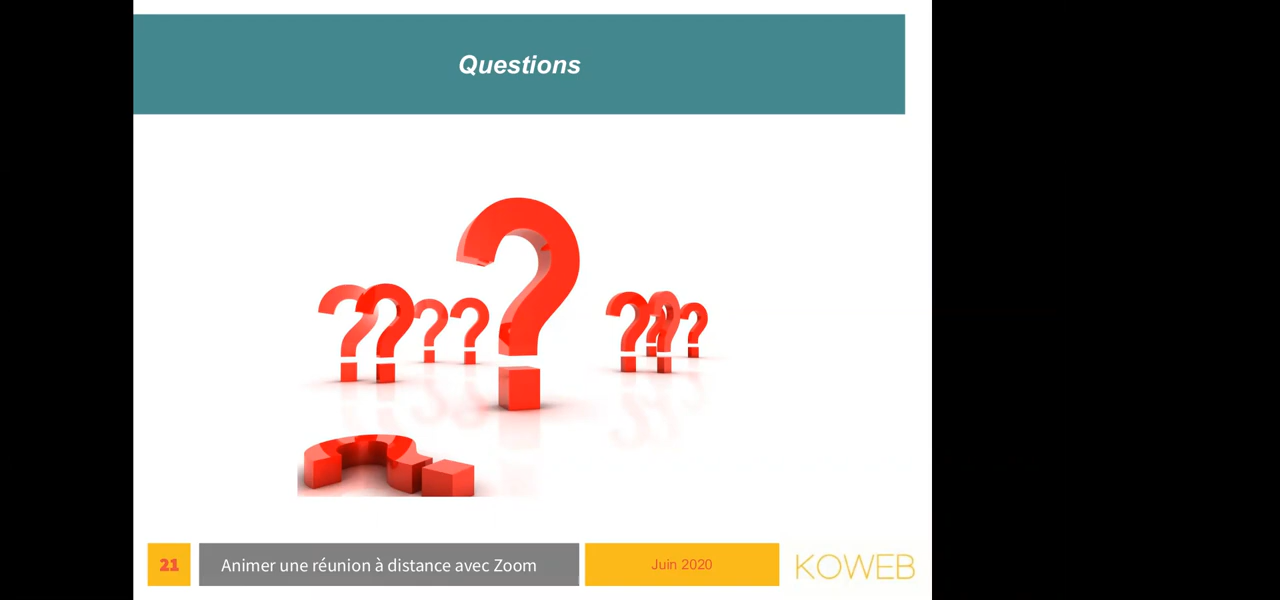 Questions
21
Animer une réunion à distance avec Zoom
Juin 2020
KOWEB